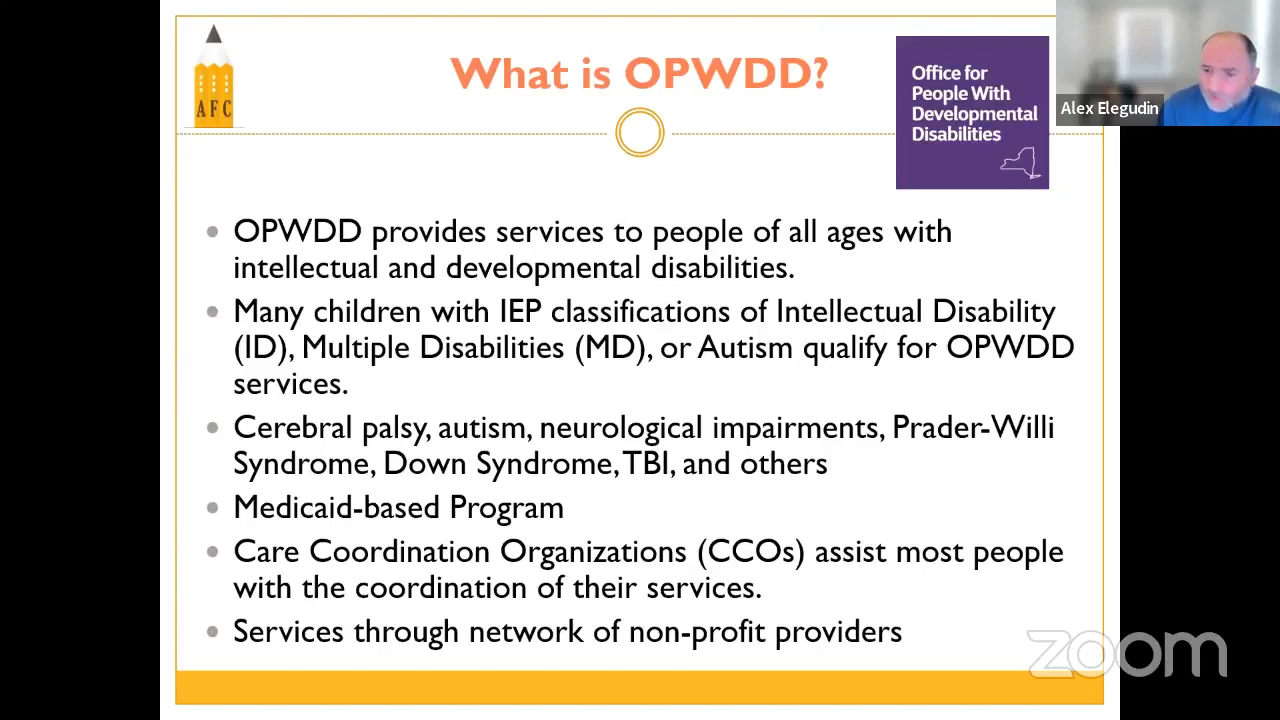 What is OPWDD?
AFC
Office for
People With
Developmental
Disabilities
Alex Elegudin
OPWDD provides services to people of all ages with
intellectual and developmental disabilities.
Many children with IEP classifications of Intellectual Disability
(ID), Multiple Disabilities (MD), or Autism qualify for OPWDD
services.
Cerebral palsy, autism, neurological impairments, Prader-Willi
Syndrome, Down Syndrome, TBI, and others
Medicaid-based Program
Care Coordination Organizations (CCOs) assist most people
with the coordination of their services.
Services through network of non-profit providers
zoom